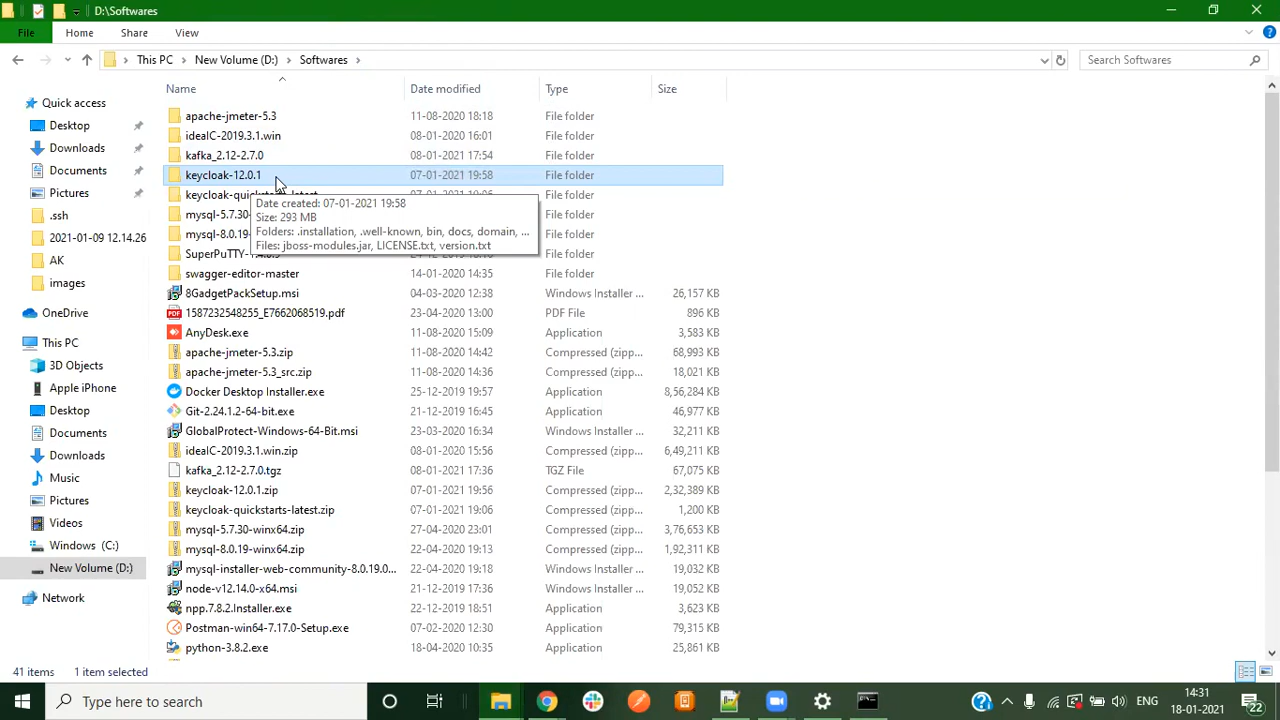 D:\Softwares
File Home Share View
This PC New Volume (D:) Softwares
Search Softwares
Name Date modified Type Size
Quick access
Desktop
Downloads
Documents
Pictures
.ssh
2021-01-09 12.14.26
AK
images
OneDrive
This PC
3D Objects
Apple iPhone
Desktop
Documents
Downloads
Music
Pictures
Videos
Windows (C:)
New Volume (D:)
Network
apache-jmeter-5.3 11-08-2020 18:18 File folder
ideaIC-2019.3.1.win 08-01-2020 16:01 File folder
kafka_2.12-2.7.0 08-01-2021 17:54 File folder
keycloak-12.0.1 07-01-2021 19:58 File folder
keycloak-quickstarts-latest 07-01-2021 19:06 File folder
mysql-5.7.30- File folder
mysql-8.0.19- File folder
SuperPuTTY- File folder
Date created: 07-01-2021 19:58
Size: 293 MB
Folders: .installation, .well-known, bin, docs, domain, ...
Files: jboss-modules.jar, LICENSE.txt, version.txt
swagger-editor-master 14-01-2020 14:35 File folder
8GadgetPackSetup.msi 04-03-2020 12:38 Windows Installer ... 26,157 KB
1587232548255_E7662068519.pdf 23-04-2020 13:00 PDF File 896 KB
AnyDesk.exe 11-08-2020 15:09 Application 3,583 KB
apache-jmeter-5.3.zip 11-08-2020 14:42 Compressed (zipp... 68,993 KB
apache-jmeter-5.3_src.zip 11-08-2020 14:36 Compressed (zipp... 18,021 KB
Docker Desktop Installer.exe 25-12-2019 19:57 Application 8,56,284 KB
Git-2.24.1.2-64-bit.exe 21-12-2019 16:45 Application 46,977 KB
GlobalProtect-Windows-64-Bit.msi 23-03-2020 16:34 Windows Installer ... 32,211 KB
ideaIC-2019.3.1.win.zip 08-01-2020 15:56 Compressed (zipp... 6,49,211 KB
kafka_2.12-2.7.0.tgz 08-01-2021 17:36 TGZ File 67,075 KB
keycloak-12.0.1.zip 07-01-2021 19:56 Compressed (zipp... 2,32,389 KB
keycloak-quickstarts-latest.zip 07-01-2021 19:06 Compressed (zipp... 1,200 KB
mysql-5.7.30-winx64.zip 27-04-2020 23:01 Compressed (zipp... 3,76,653 KB
mysql-8.0.19-winx64.zip 22-04-2020 19:13 Compressed (zipp... 1,92,311 KB
mysql-installer-web-community-8.0.19.0... 22-04-2020 19:18 Windows Installer ... 19,032 KB
node-v12.14.0-x64.msi 21-12-2019 17:36 Windows Installer ... 19,040 KB
npp.7.8.2.Installer.exe 22-12-2019 18:51 Application 3,623 KB
Postman-win64-7.17.0-Setup.exe 07-02-2020 12:30 Application 79,315 KB
python-3.8.2.exe 18-04-2020 10:35 Application 25,861 KB
41 items 1 item selected
Type here to search
ENG
14:31
18-01-2021
22